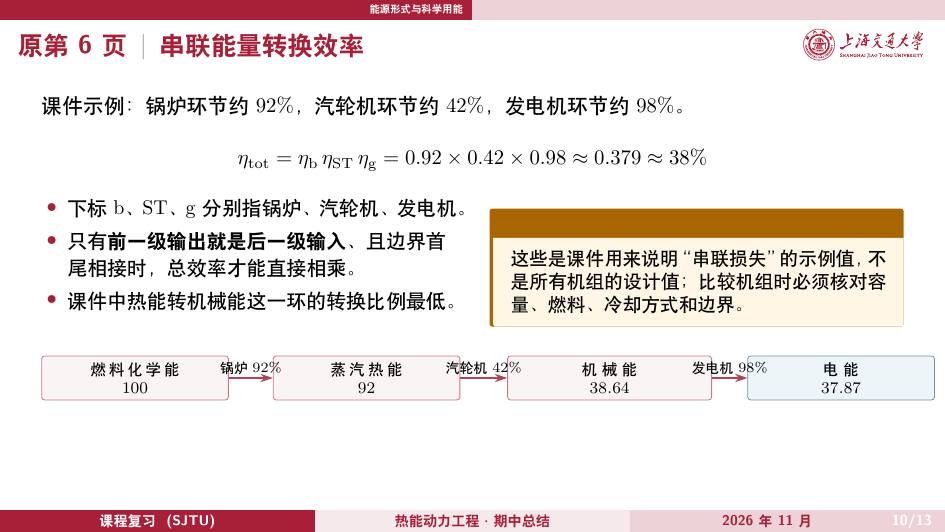 能源形式与科学用能
原第 6 页 | 串联能量转换效率
上海交通大学
SHANGHAI JIAO TONG UNIVERSITY
课件示例：锅炉环节约 92%，汽轮机环节约 42%，发电机环节约 98%。
η_tot = η_b η_ST η_g = 0.92 × 0.42 × 0.98 ≈ 0.379 ≈ 38%
• 下标 b、ST、g 分别指锅炉、汽轮机、发电机。
• 只有前一级输出就是后一级输入、且边界首
尾相接时，总效率才能直接相乘。
• 课件中热能转机械能这一环的转换比例最低。
这些是课件用来说明“串联损失”的示例值，不
是所有机组的设计值；比较机组时必须核对容
量、燃料、冷却方式和边界。
燃料化学能
100
锅炉 92%
蒸汽热能
92
汽轮机 42%
机械能
38.64
发电机 98%
电能
37.87
课程复习（SJTU）
热能动力工程 · 期中总结
2026 年 11 月
10/13